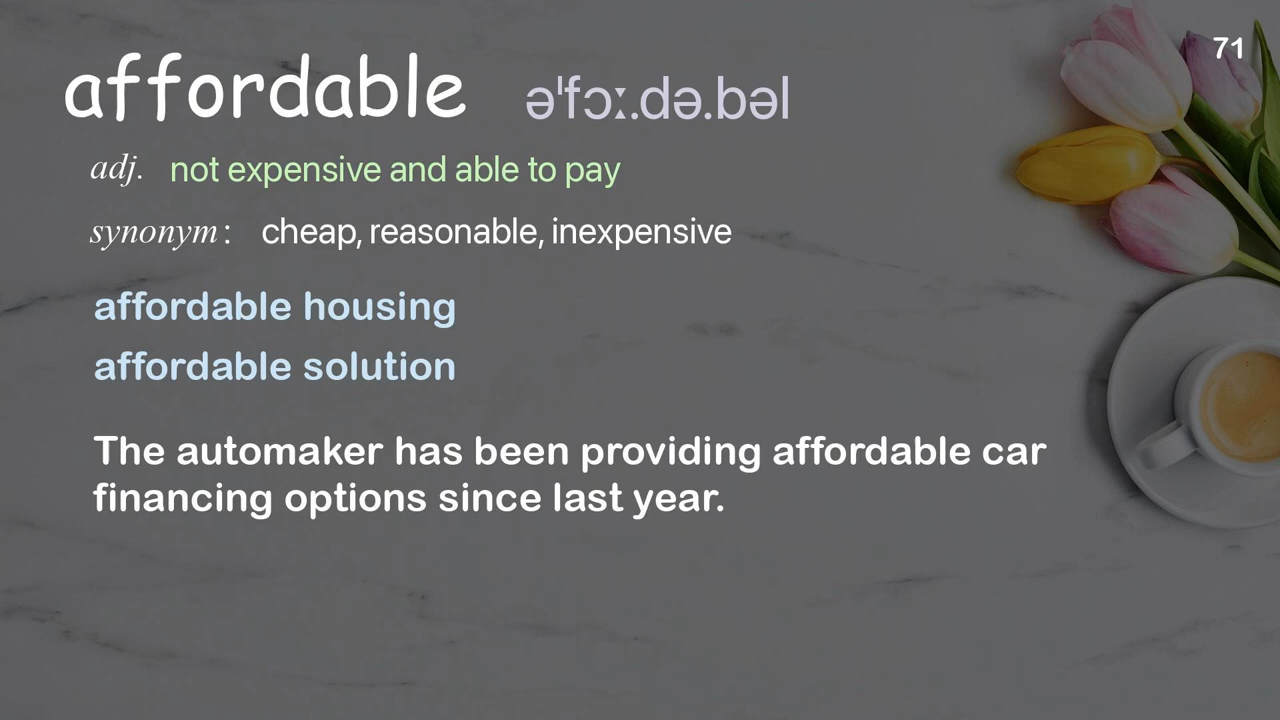 71
affordable əˈfɔː.də.bəl
adj. not expensive and able to pay
synonym: cheap, reasonable, inexpensive
affordable housing
affordable solution
The automaker has been providing affordable car
financing options since last year.